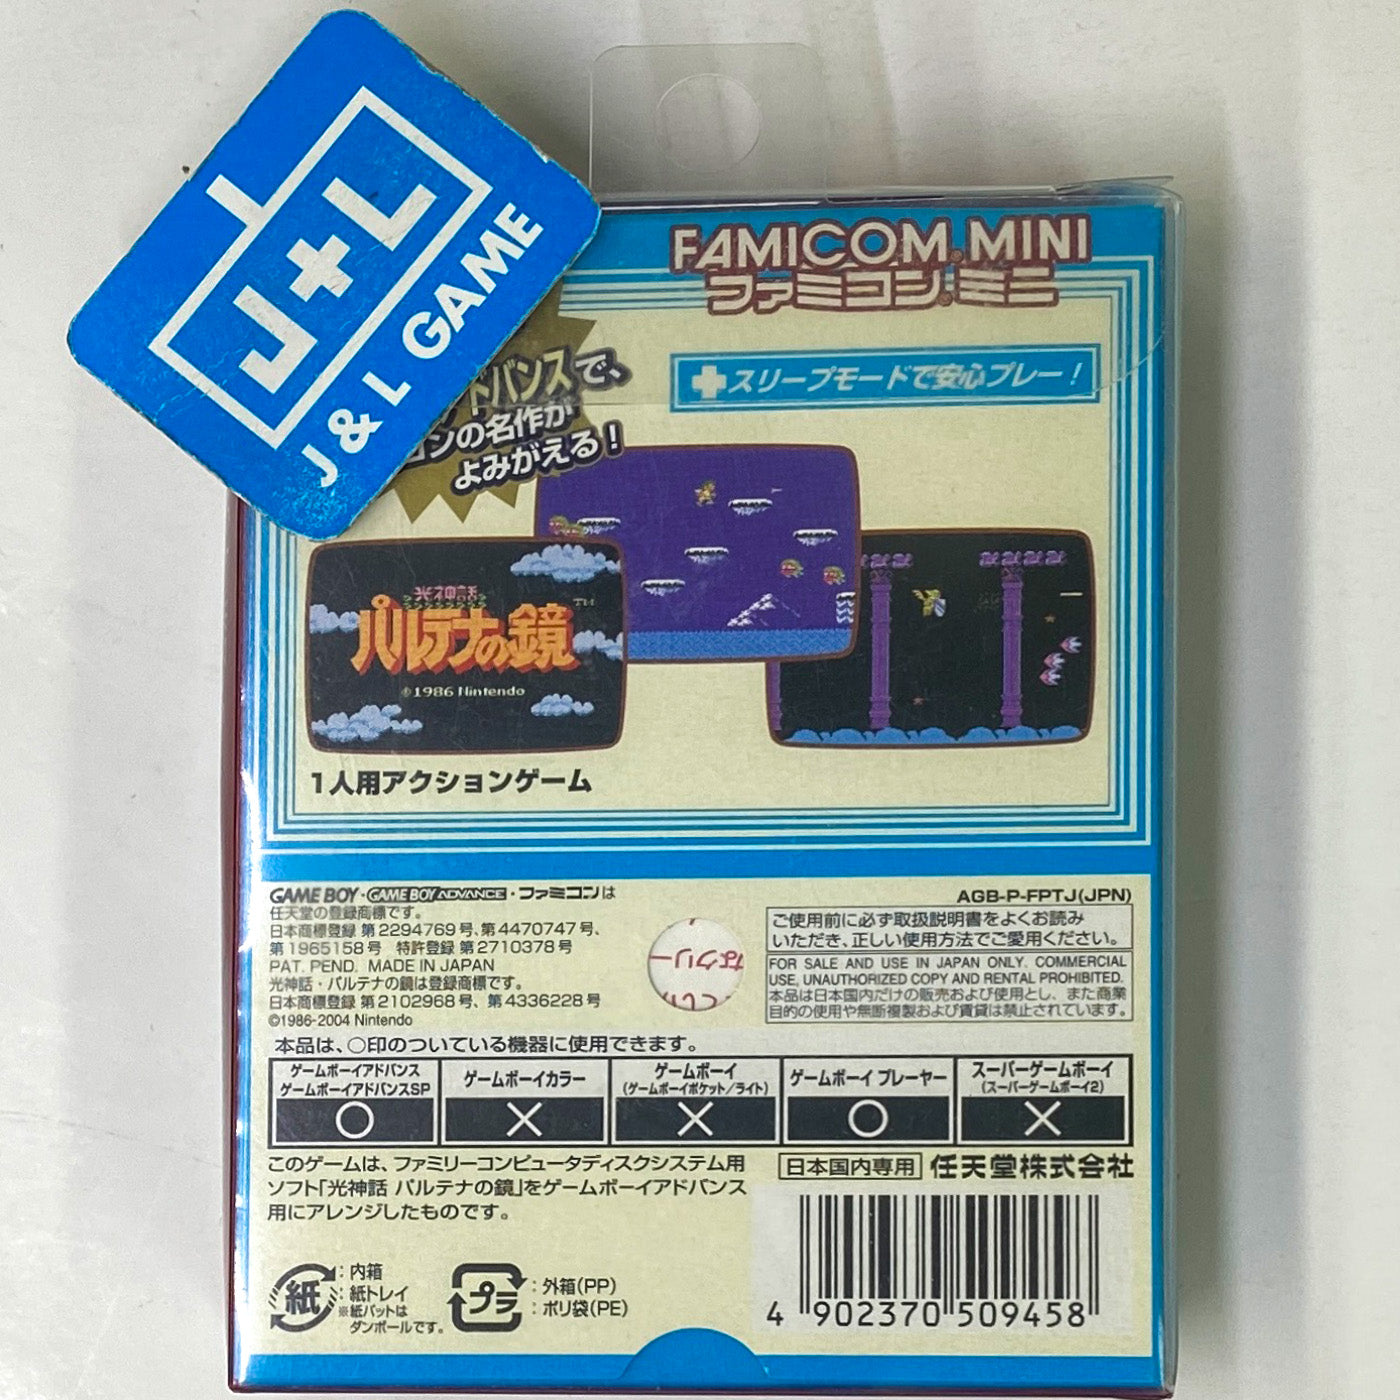 J+L
J & L GAME
FAMICOM MINI
ファミコンミニ
ドバンスで、
コンの名作が
よみがえる!
スリープモードで安心プレー!
光神話
パルテナの鏡
TM
©1986 Nintendo
1人用アクションゲーム
GAME BOY・GAME BOY ADVANCE・ファミコンは
任天堂の登録商標です。
日本商標登録 第2294769号、第4470747号、
第1965158号 特許登録 第2710378号
PAT. PEND. MADE IN JAPAN
光神話・パルテナの鏡は登録商標です。
日本商標登録 第2102968号、第4336228号
©1986-2004 Nintendo
なクリー
AGB-P-FPTJ(JPN)
ご使用前に必ず取扱説明書をよくお読み
いただき、正しい使用方法でご愛用ください。
FOR SALE AND USE IN JAPAN ONLY. COMMERCIAL
USE, UNAUTHORIZED COPY AND RENTAL PROHIBITED.
本品は日本国内だけの販売および使用とし、また商業
目的の使用や無断複製および賃貸は禁止されています。
本品は、○印のついている機器に使用できます。
ゲームボーイアドバンス
ゲームボーイアドバンスSP
○
ゲームボーイカラー
×
ゲームボーイ
(ゲームボーイポケット/ライト)
×
ゲームボーイ プレーヤー
○
スーパーゲームボーイ
(スーパーゲームボーイ2)
×
このゲームは、ファミリーコンピュータディスクシステム用
ソフト「光神話 パルテナの鏡」をゲームボーイアドバンス
用にアレンジしたものです。
日本国内専用 任天堂株式会社
紙
:内箱
:紙トレイ
※紙パットは
ダンボールです。
プラ
:外箱(PP)
:ポリ袋(PE)
4 902370 509458